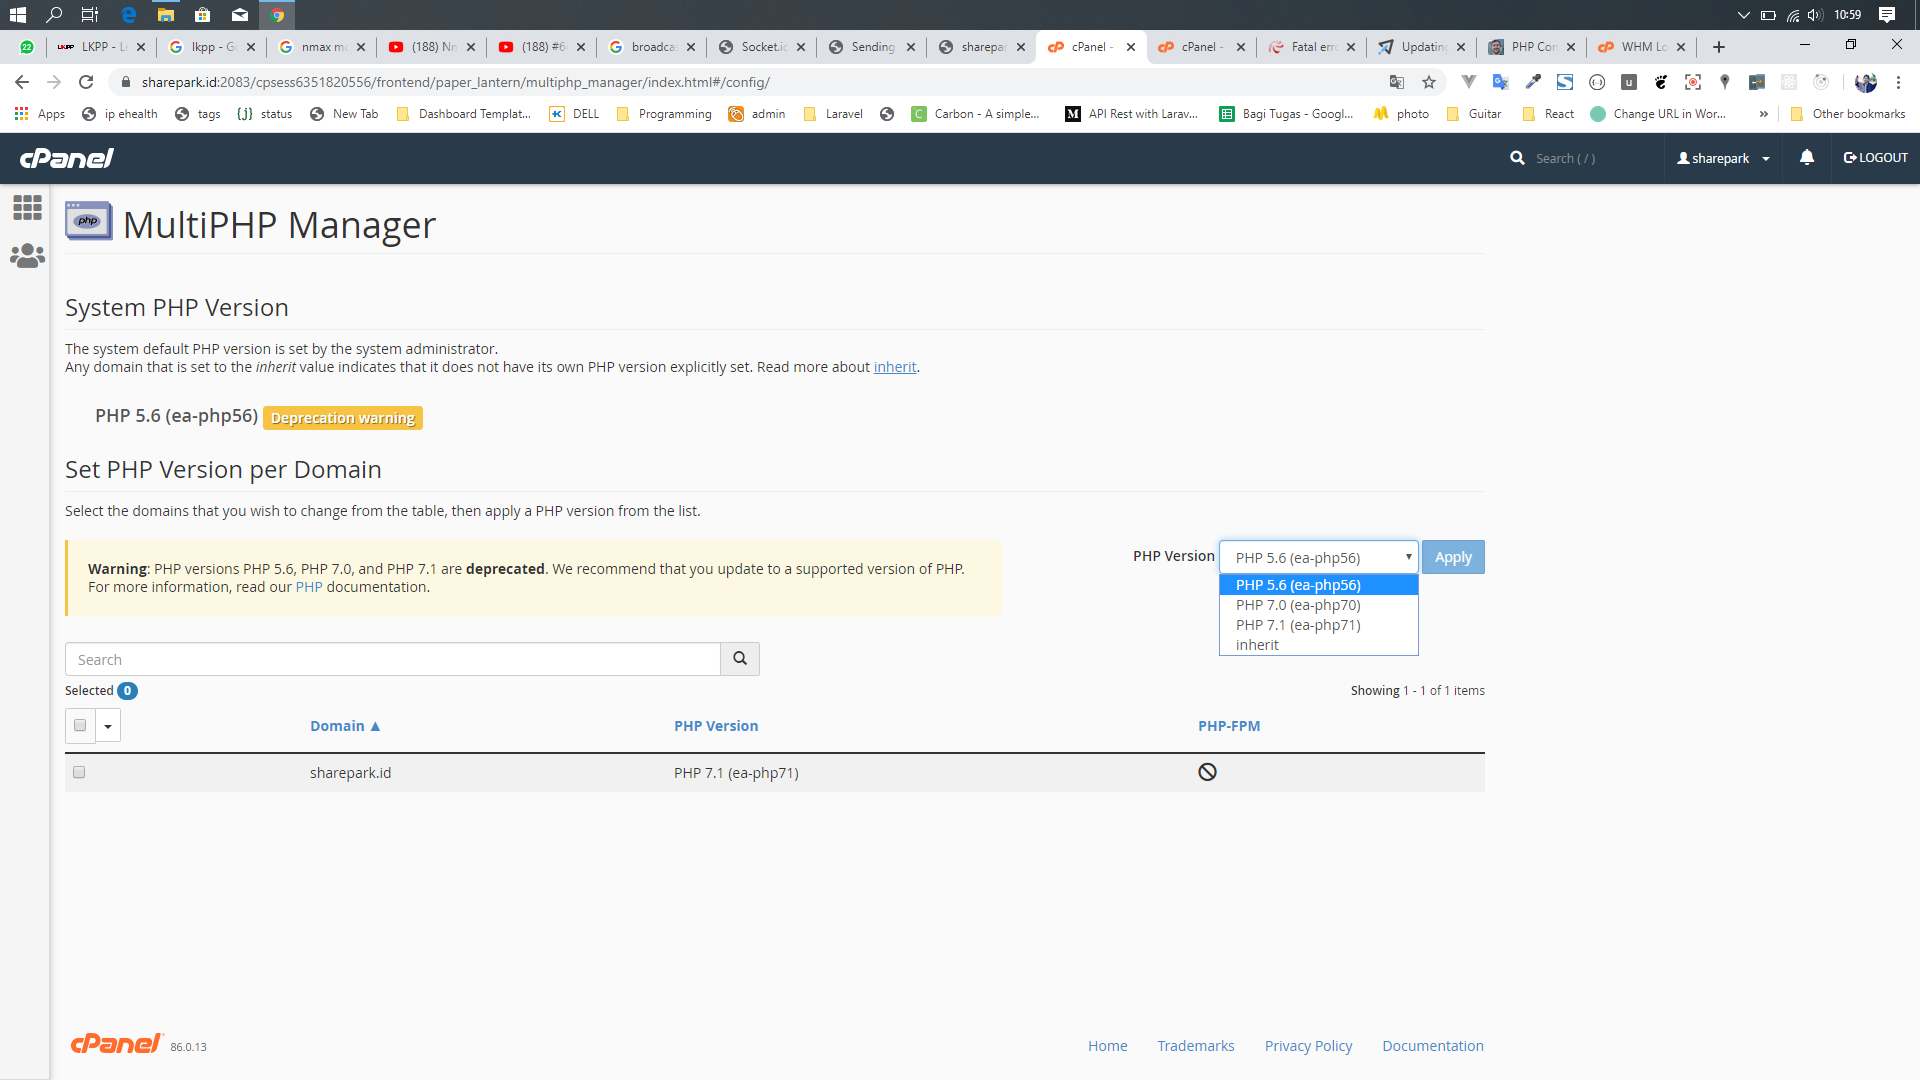 10:59
22
LKPP - L
lkpp - G
nmax m
(188) Nm
(188) #6
broadca
Socket.i
Sending
sharepar
cPanel -
cPanel -
Fatal erro
Updating
PHP Con
WHM Lo
sharepark.id:2083/cpsess6351820556/frontend/paper_lantern/multiphp_manager/index.html#/config/
Apps
ip ehealth
tags
{;} status
New Tab
Dashboard Templat...
DELL
Programming
admin
Laravel
Carbon - A simple...
API Rest with Larav...
Bagi Tugas - Googl...
photo
Guitar
React
Change URL in Wor...
»
Other bookmarks
cPanel
Search ( / )
sharepark
LOGOUT
php
MultiPHP Manager
System PHP Version
The system default PHP version is set by the system administrator.
Any domain that is set to the inherit value indicates that it does not have its own PHP version explicitly set. Read more about inherit.
PHP 5.6 (ea-php56) Deprecation warning
Set PHP Version per Domain
Select the domains that you wish to change from the table, then apply a PHP version from the list.
Warning: PHP versions PHP 5.6, PHP 7.0, and PHP 7.1 are deprecated. We recommend that you update to a supported version of PHP.
For more information, read our PHP documentation.
PHP Version
PHP 5.6 (ea-php56)
Apply
PHP 5.6 (ea-php56)
PHP 7.0 (ea-php70)
PHP 7.1 (ea-php71)
inherit
Search
Selected 0
Showing 1 - 1 of 1 items
Domain ▲
PHP Version
PHP-FPM
sharepark.id
PHP 7.1 (ea-php71)
cPanel 86.0.13
Home
Trademarks
Privacy Policy
Documentation